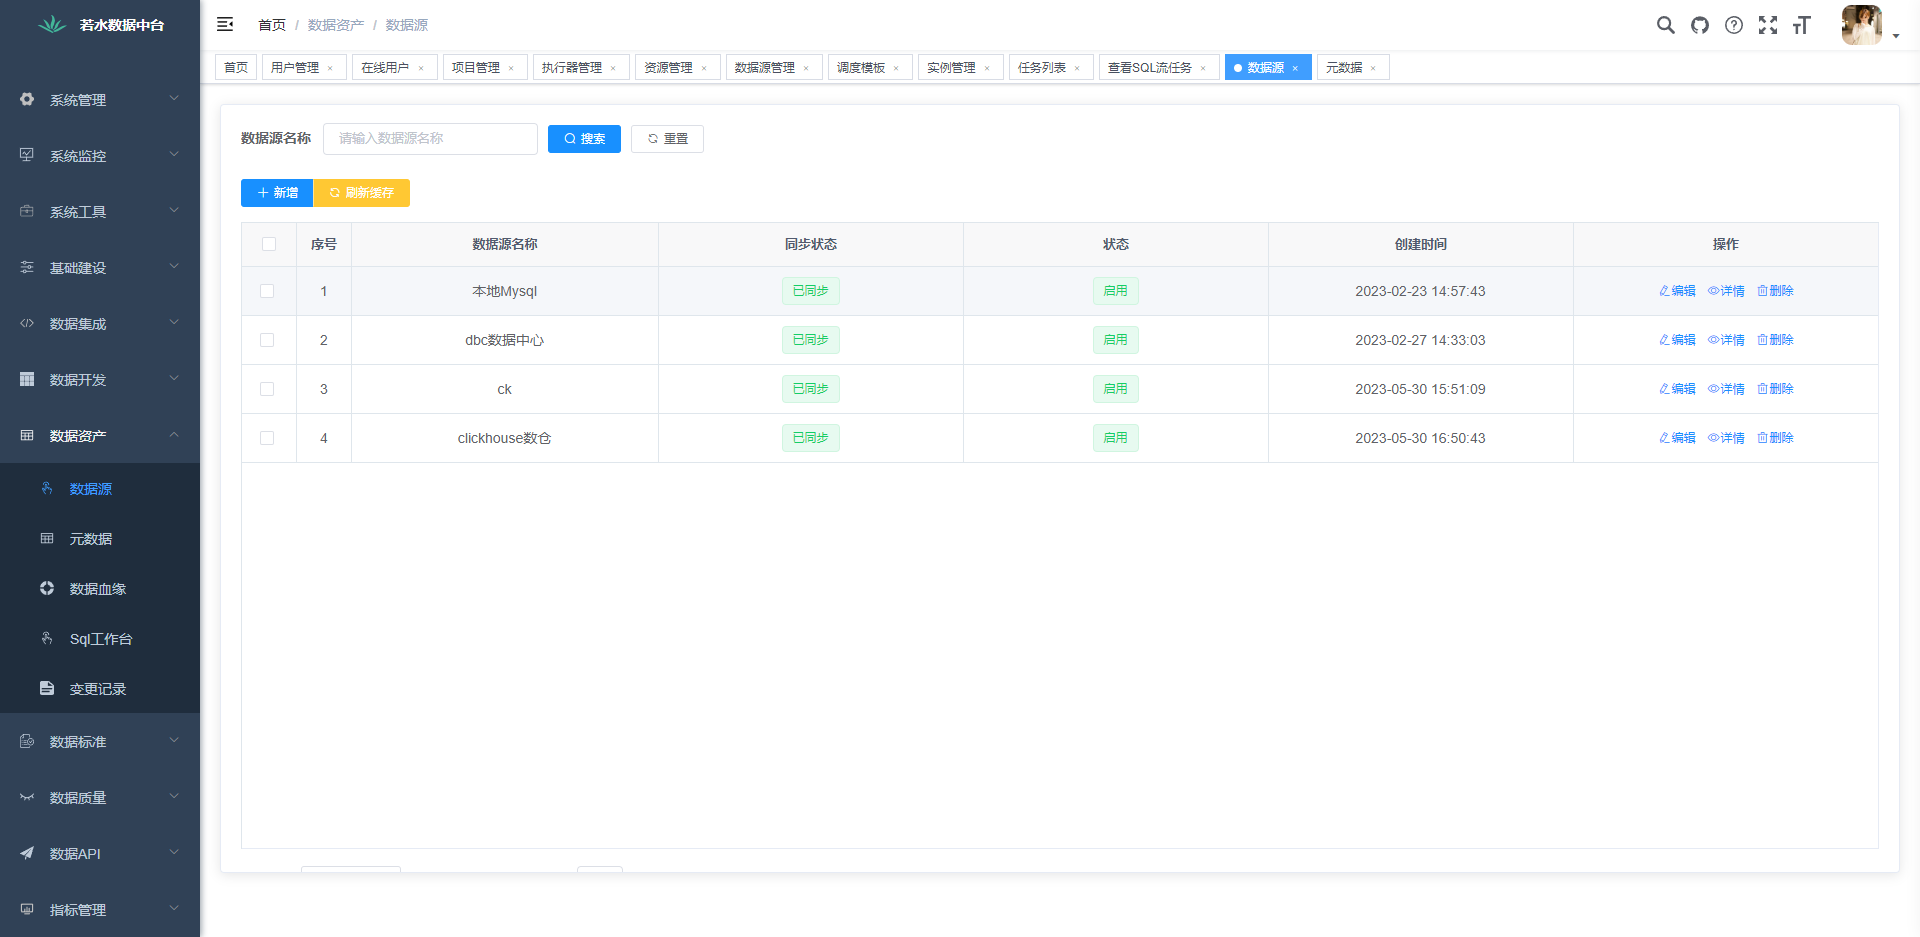 若水数据中台
首页 / 数据资产 / 数据源
首页 用户管理 × 在线用户 × 项目管理 × 执行器管理 × 资源管理 × 数据源管理 × 调度模板 × 实例管理 × 任务列表 × 查看SQL流任务 × 数据源 × 元数据 ×
系统管理
系统监控
系统工具
基础建设
数据集成
数据开发
数据资产
数据源
元数据
数据血缘
Sql工作台
变更记录
数据标准
数据质量
数据API
指标管理
数据源名称 请输入数据源名称 搜索 重置
新增 刷新缓存
序号 数据源名称 同步状态 状态 创建时间 操作
1 本地Mysql 已同步 启用 2023-02-23 14:57:43 编辑 详情 删除
2 dbc数据中心 已同步 启用 2023-02-27 14:33:03 编辑 详情 删除
3 ck 已同步 启用 2023-05-30 15:51:09 编辑 详情 删除
4 clickhouse数仓 已同步 启用 2023-05-30 16:50:43 编辑 详情 删除